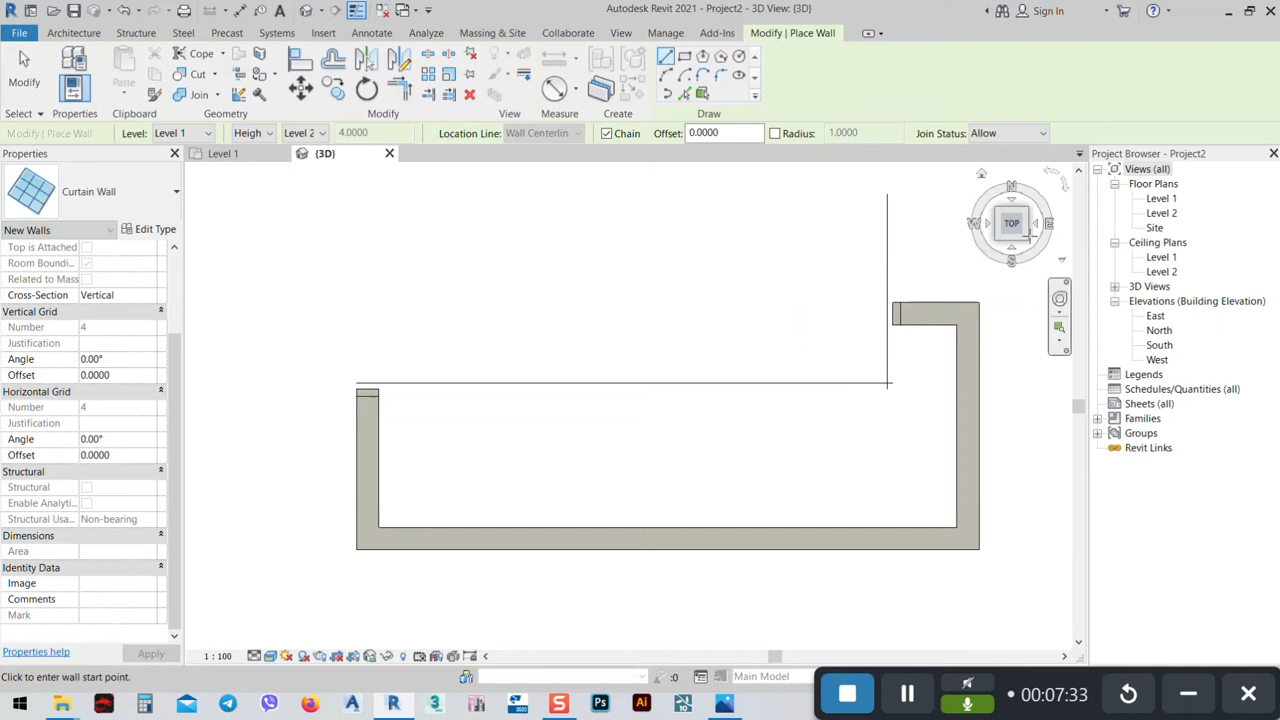 Autodesk Revit 2021 - Project2 - 3D View: {3D}
Sign In
File
Architecture
Structure
Steel
Precast
Systems
Insert
Annotate
Analyze
Massing & Site
Collaborate
View
Manage
Add-Ins
Modify | Place Wall
Modify
Properties
Paste
Cope
Cut
Join
Select
Properties
Clipboard
Geometry
Modify
View
Measure
Create
Draw
Modify | Place Wall
Level: Level 1
Heigh
Level 2
4.0000
Location Line: Wall Centerlin
Chain
Offset: 0.0000
Radius: 1.0000
Join Status: Allow
Properties
Level 1
{3D}
Project Browser - Project2
Curtain Wall
New Walls
Edit Type
Top is Attached
Room Boundi...
Related to Mass
Cross-Section Vertical
Vertical Grid
Number 4
Justification
Angle 0.00°
Offset 0.0000
Horizontal Grid
Number 4
Justification
Angle 0.00°
Offset 0.0000
Structural
Structural
Enable Analyti...
Structural Usa... Non-bearing
Dimensions
Area
Identity Data
Image
Comments
Mark
Properties help
Apply
N
W
TOP
E
S
Views (all)
Floor Plans
Level 1
Level 2
Site
Ceiling Plans
Level 1
Level 2
3D Views
Elevations (Building Elevation)
East
North
South
West
Legends
Schedules/Quantities (all)
Sheets (all)
Families
Groups
Revit Links
1 : 100
Click to enter wall start point.
:0
Main Model
00:07:33